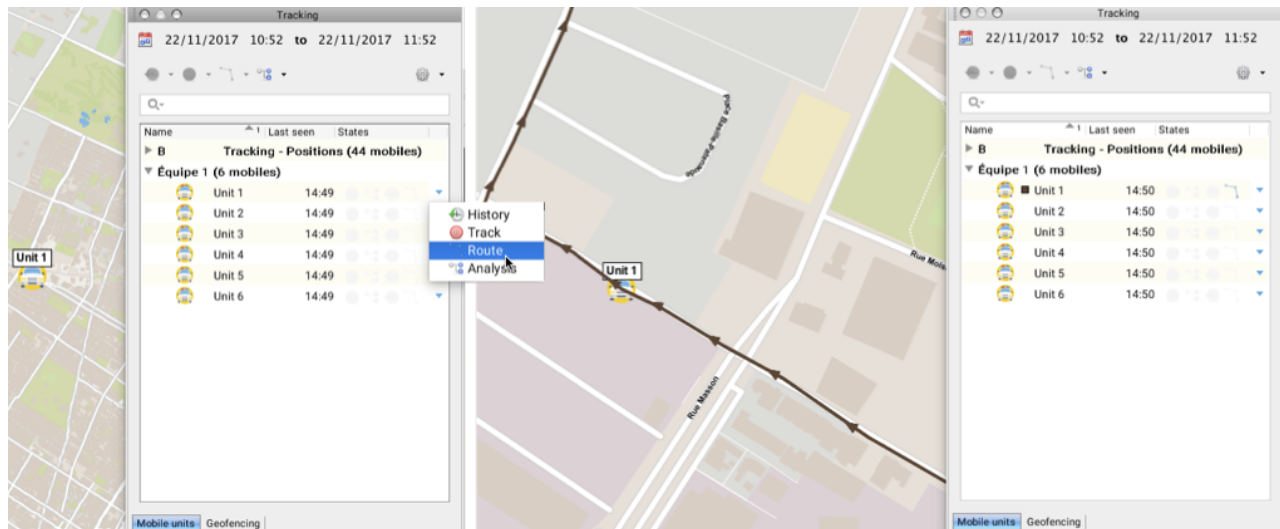 Tracking
22/11/2017 10:52 to 22/11/2017 11:52
Name 1 Last seen States
B Tracking - Positions (44 mobiles)
Équipe 1 (6 mobiles)
Unit 1 14:49
Unit 2 14:49
Unit 3 14:49
Unit 4 14:49
Unit 5 14:49
Unit 6 14:49
Mobile units Geofencing
Unit 1
History
Track
Route
Analysis
Unit 1
Rue Masson
Tracking
22/11/2017 10:52 to 22/11/2017 11:52
Name 1 Last seen States
B Tracking - Positions (44 mobiles)
Équipe 1 (6 mobiles)
Unit 1 14:50
Unit 2 14:50
Unit 3 14:50
Unit 4 14:50
Unit 5 14:50
Unit 6 14:50
Mobile units Geofencing